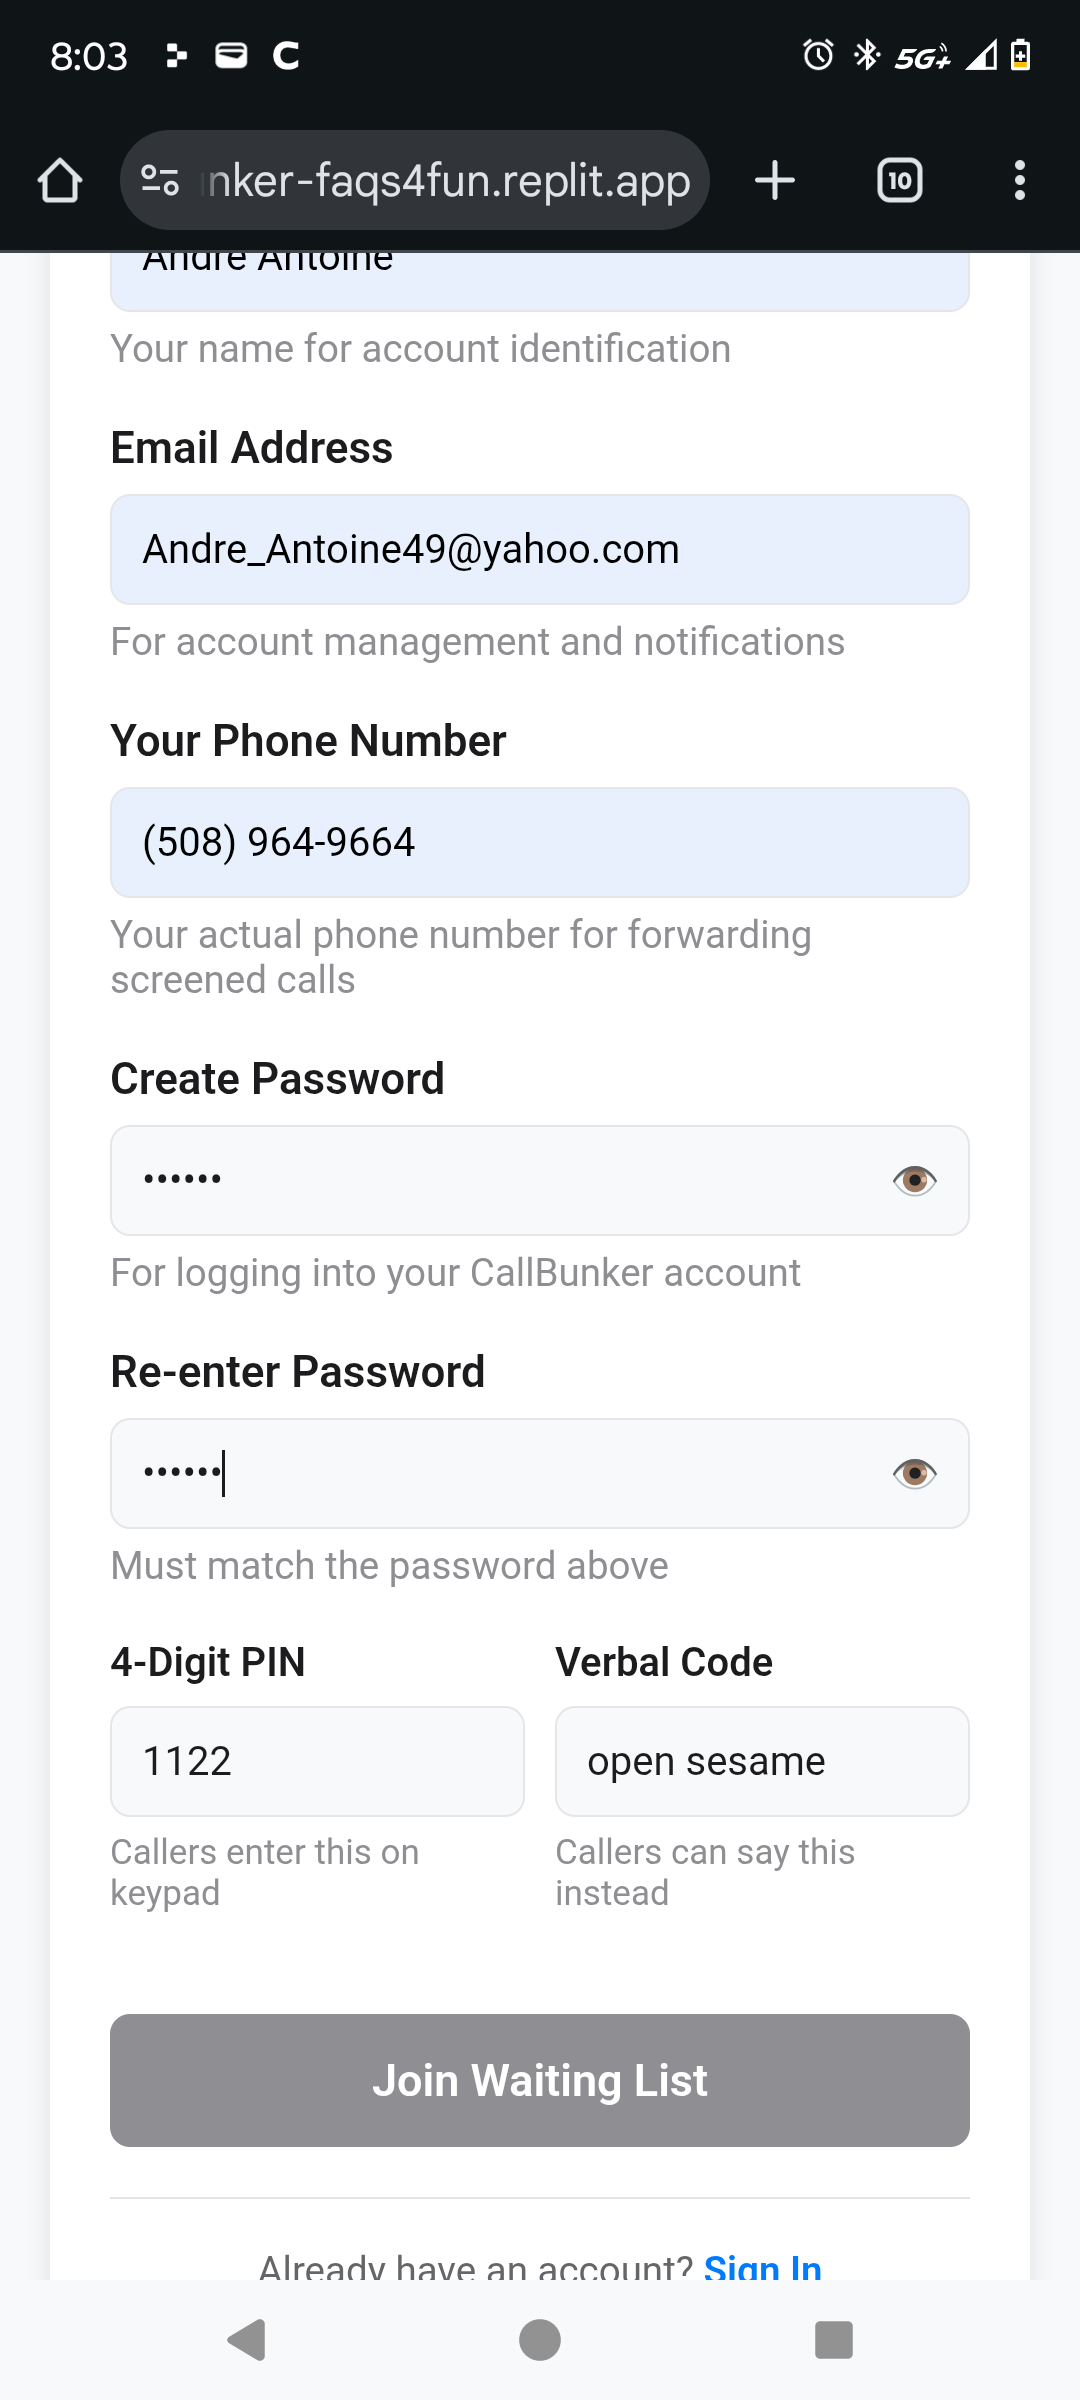 8:03
5G+
nker-faqs4fun.replit.app
10
Andre Antoine
Your name for account identification
Email Address
Andre_Antoine49@yahoo.com
For account management and notifications
Your Phone Number
(508) 964-9664
Your actual phone number for forwarding
screened calls
Create Password
••••••
For logging into your CallBunker account
Re-enter Password
••••••
Must match the password above
4-Digit PIN
Verbal Code
1122
open sesame
Callers enter this on
keypad
Callers can say this
instead
Join Waiting List
Already have an account? Sign In